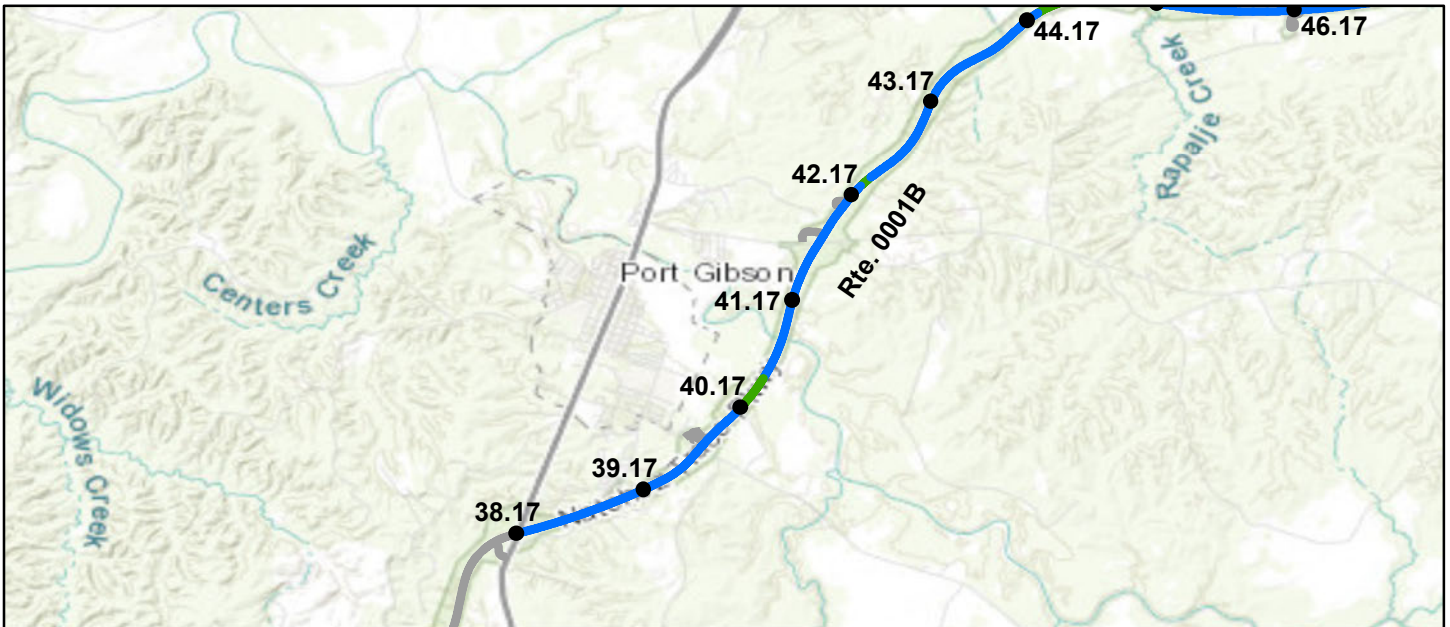 44.17
46.17
43.17
Rapalje Creek
42.17
Rte. 0001B
Centers Creek
Port Gibson
41.17
40.17
Widows Creek
39.17
38.17